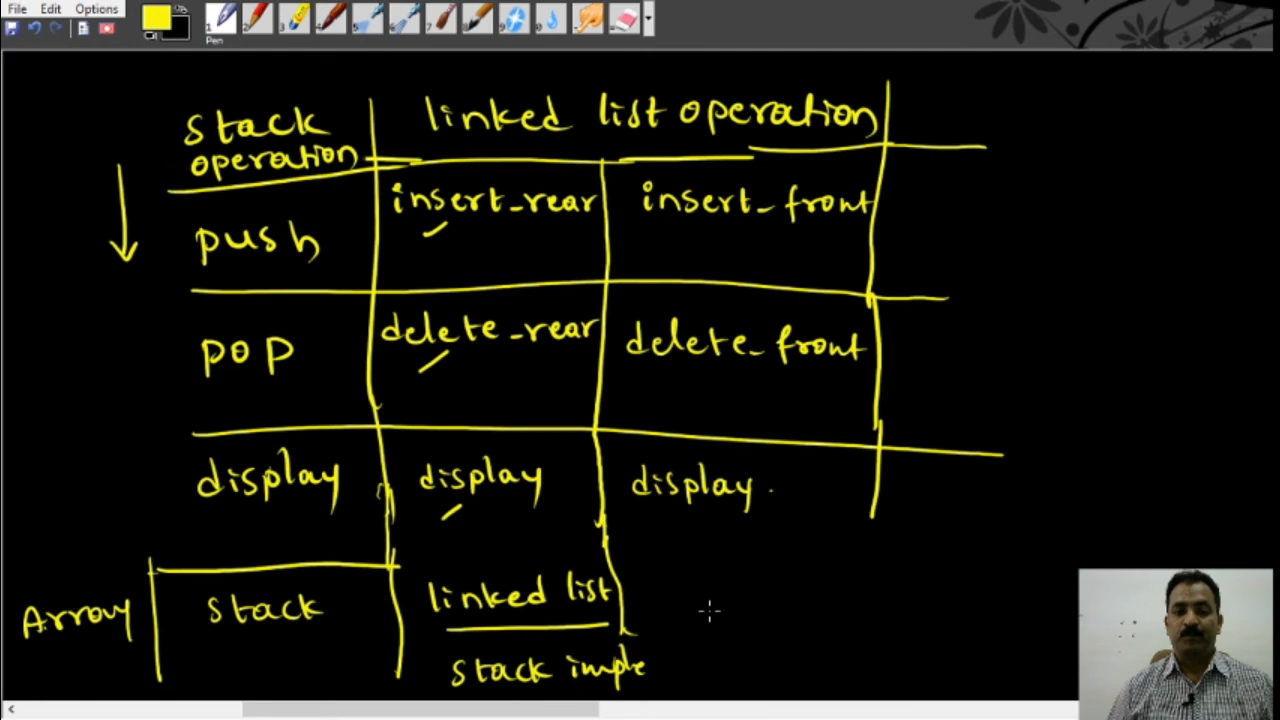 File Edit Options
Pen
stack operation linked list operation
push insert_rear insert_front
pop delete_rear delete_front
display display display.
Array stack linked list
stack imple